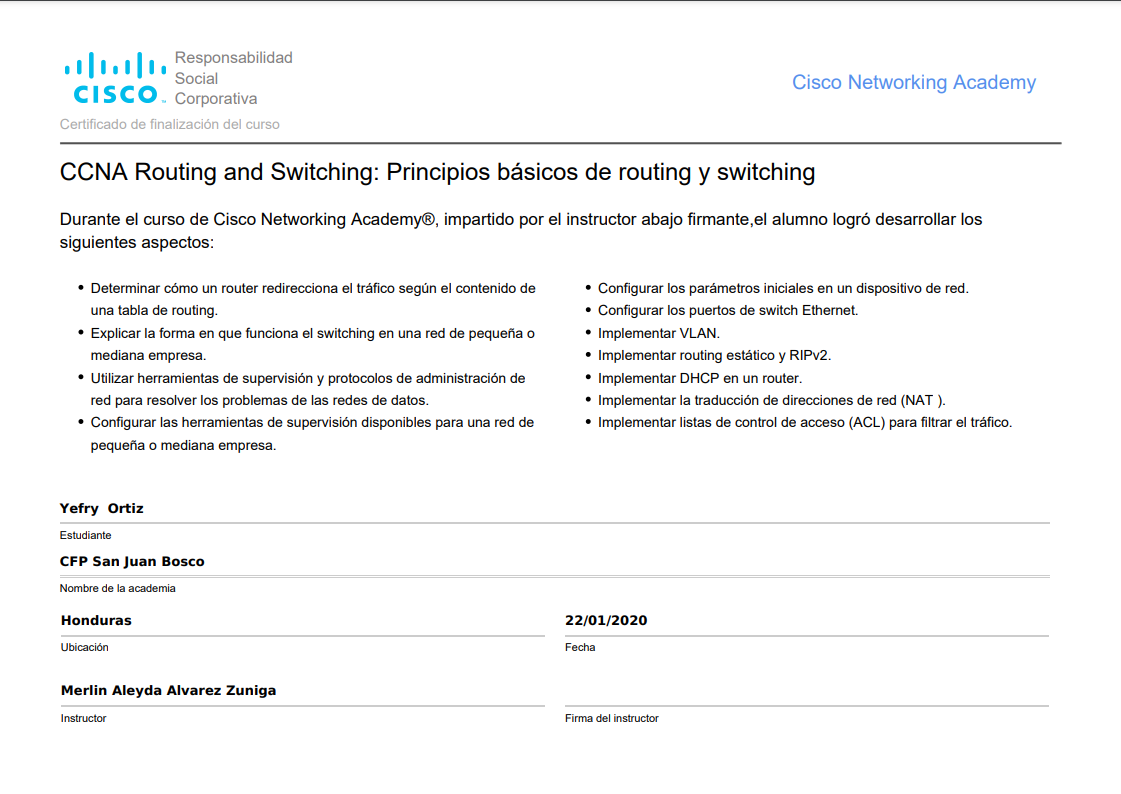 CISCO
Responsabilidad
Social
Corporativa
Cisco Networking Academy
Certificado de finalización del curso
CCNA Routing and Switching: Principios básicos de routing y switching
Durante el curso de Cisco Networking Academy®, impartido por el instructor abajo firmante,el alumno logró desarrollar los
siguientes aspectos:
• Determinar cómo un router redirecciona el tráfico según el contenido de
una tabla de routing.
• Explicar la forma en que funciona el switching en una red de pequeña o
mediana empresa.
• Utilizar herramientas de supervisión y protocolos de administración de
red para resolver los problemas de las redes de datos.
• Configurar las herramientas de supervisión disponibles para una red de
pequeña o mediana empresa.
• Configurar los parámetros iniciales en un dispositivo de red.
• Configurar los puertos de switch Ethernet.
• Implementar VLAN.
• Implementar routing estático y RIPv2.
• Implementar DHCP en un router.
• Implementar la traducción de direcciones de red (NAT ).
• Implementar listas de control de acceso (ACL) para filtrar el tráfico.
Yefry  Ortiz
Estudiante
CFP San Juan Bosco
Nombre de la academia
Honduras
Ubicación
22/01/2020
Fecha
Merlin Aleyda Alvarez Zuniga
Instructor
Firma del instructor